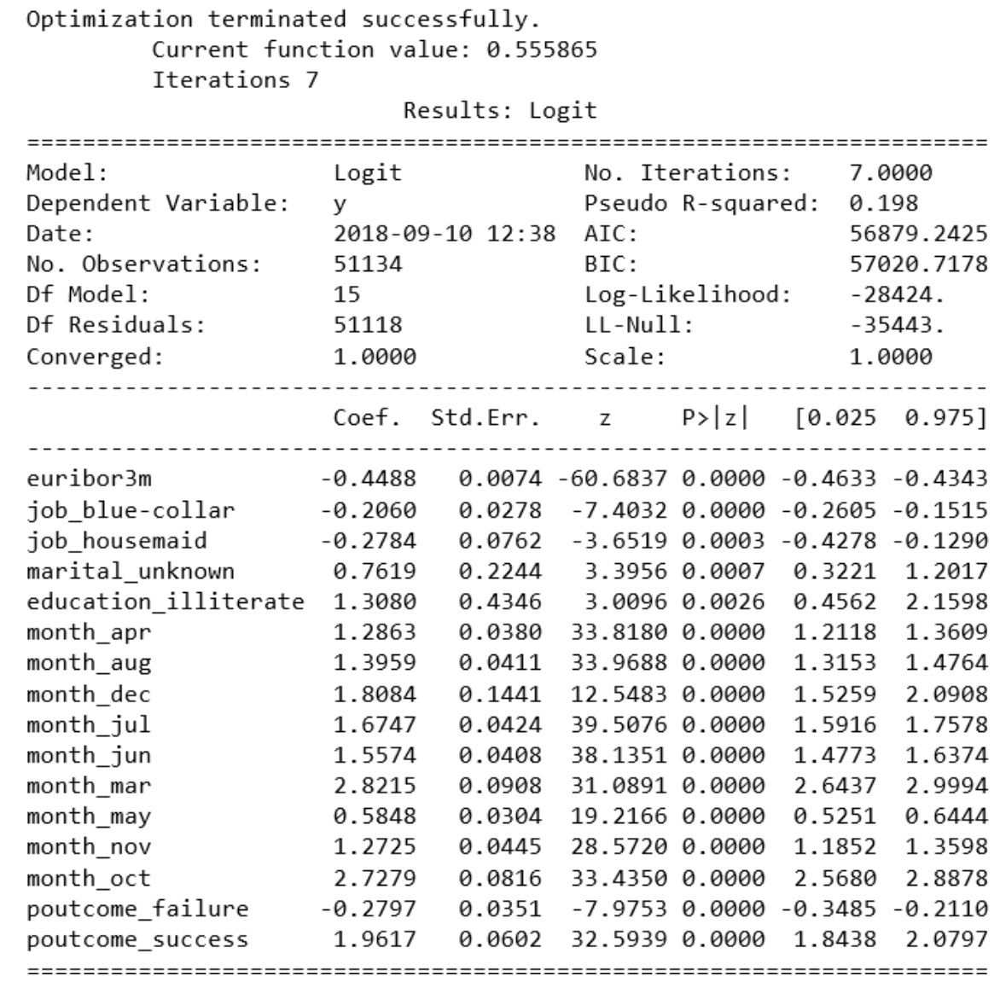 Optimization terminated successfully.
         Current function value: 0.555865
         Iterations 7
                           Results: Logit
=====================================================================
Model:                Logit             No. Iterations:    7.0000
Dependent Variable:   y                 Pseudo R-squared:  0.198
Date:                 2018-09-10 12:38  AIC:               56879.2425
No. Observations:     51134             BIC:               57020.7178
Df Model:             15                Log-Likelihood:    -28424.
Df Residuals:         51118             LL-Null:           -35443.
Converged:            1.0000            Scale:             1.0000
---------------------------------------------------------------------
                      Coef.  Std.Err.    z     P>|z|   [0.025  0.975]
---------------------------------------------------------------------
euribor3m            -0.4488   0.0074 -60.6837 0.0000 -0.4633 -0.4343
job_blue-collar      -0.2060   0.0278  -7.4032 0.0000 -0.2605 -0.1515
job_housemaid        -0.2784   0.0762  -3.6519 0.0003 -0.4278 -0.1290
marital_unknown       0.7619   0.2244   3.3956 0.0007  0.3221  1.2017
education_illiterate  1.3080   0.4346   3.0096 0.0026  0.4562  2.1598
month_apr             1.2863   0.0380  33.8180 0.0000  1.2118  1.3609
month_aug             1.3959   0.0411  33.9688 0.0000  1.3153  1.4764
month_dec             1.8084   0.1441  12.5483 0.0000  1.5259  2.0908
month_jul             1.6747   0.0424  39.5076 0.0000  1.5916  1.7578
month_jun             1.5574   0.0408  38.1351 0.0000  1.4773  1.6374
month_mar             2.8215   0.0908  31.0891 0.0000  2.6437  2.9994
month_may             0.5848   0.0304  19.2166 0.0000  0.5251  0.6444
month_nov             1.2725   0.0445  28.5720 0.0000  1.1852  1.3598
month_oct             2.7279   0.0816  33.4350 0.0000  2.5680  2.8878
poutcome_failure     -0.2797   0.0351  -7.9753 0.0000 -0.3485 -0.2110
poutcome_success      1.9617   0.0602  32.5939 0.0000  1.8438  2.0797
=====================================================================